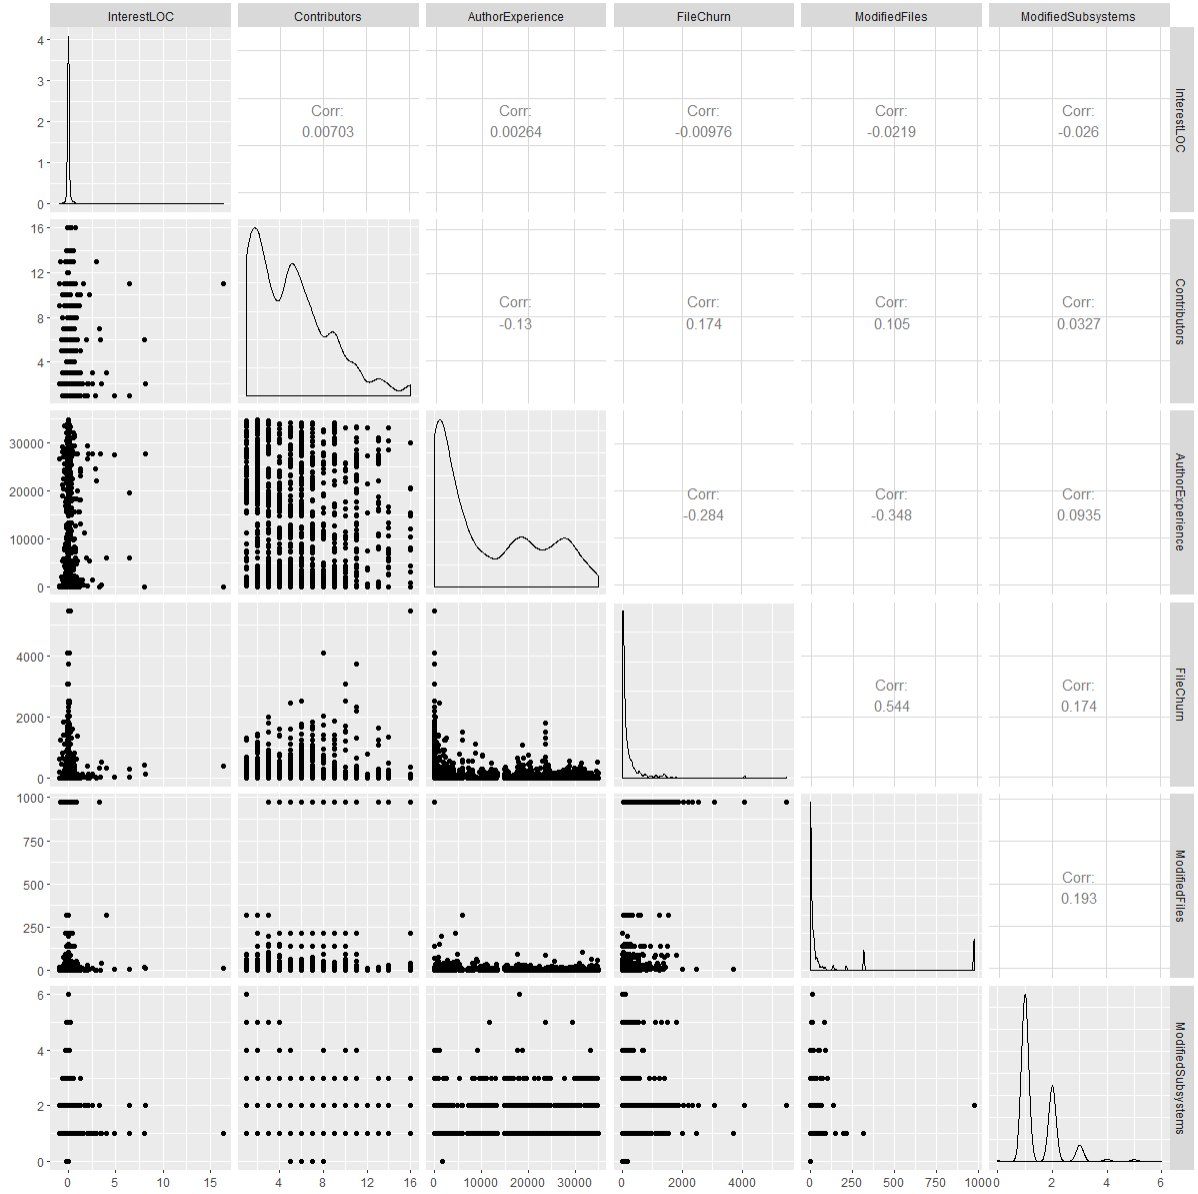 InterestLOC Contributors AuthorExperience FileChurn ModifiedFiles ModifiedSubsystems
4
3
2
1
0
Corr:
0.00703
Corr:
0.00264
Corr:
-0.00976
Corr:
-0.0219
Corr:
-0.026
InterestLOC
16
12
8
4
Corr:
-0.13
Corr:
0.174
Corr:
0.105
Corr:
0.0327
Contributors
30000
20000
10000
0
Corr:
-0.284
Corr:
-0.348
Corr:
0.0935
AuthorExperience
4000
2000
0
Corr:
0.544
Corr:
0.174
FileChurn
1000
750
500
250
0
Corr:
0.193
ModifiedFiles
6
4
2
0
ModifiedSubsystems
0 5 10 15 4 8 12 16 0 10000 20000 30000 0 2000 4000 0 250 500 750 1000 0 2 4 6